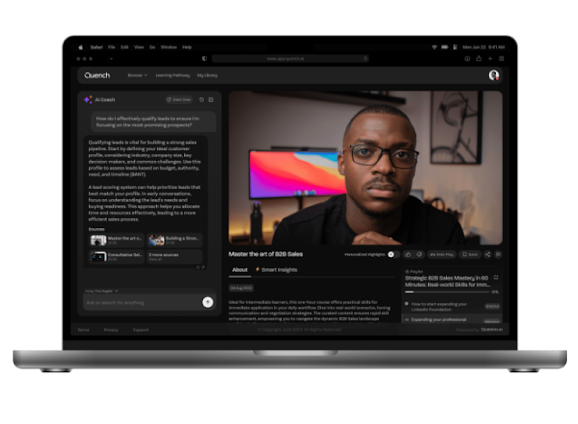 Safari File Edit View Go Window Help
Mon Jun 22 9:41 AM
Quench
Browse Learning Pathway My Library
AI Coach
How do I effectively qualify leads to ensure I'm
focusing on the most promising prospects?
Qualifying leads is vital for building a strong sales
pipeline. Start by defining your ideal customer
profile, considering industry, company size, key
decision makers, and common challenges. Use this
profile to assess leads based on budget, authority,
need, and timeline (BANT).
A lead scoring system can help prioritize leads that
best match your profile. In early conversations,
focus on understanding the lead's needs and
buying readiness. This approach helps you allocate
time and resources effectively, leading to a more
efficient sales process.
Sources
Master the art o...
Building a Stron...
Consultative Sel...
3 more sources
Ask or search for anything
Master the art of B2B Sales
Personalized Highlights
About Smart Insights
Ideal for intermediate learners, this one-hour course offers practical skills for
immediate application in your daily workflow. Dive into real-world scenarios, honing
communication and negotiation strategies. The curated content ensures rapid skill
enhancement, empowering you to navigate the dynamic B2B Sales landscape
Playlist
Strategic B2B Sales Mastery in 60
Minutes: Real-world Skills for Imm...
0%
How to start expanding your
LinkedIn Foundation
Expanding your professional
Terms Privacy Support
Quench.ai